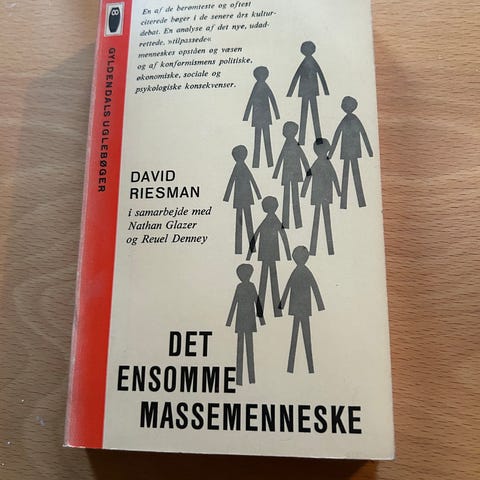 En af de berømteste og oftest
citerede bøger i de senere års kultur-
debat. En analyse af det nye, udad-
rettede, »tilpassede«
menneskes opståen og væsen
og af konformismens politiske,
økonomiske, sociale og
psykologiske konsekvenser.
GYLDENDALS UGLEBØGER
DAVID
RIESMAN
i samarbejde med
Nathan Glazer
og Reuel Denney
DET
ENSOMME
MASSEMENNESKE